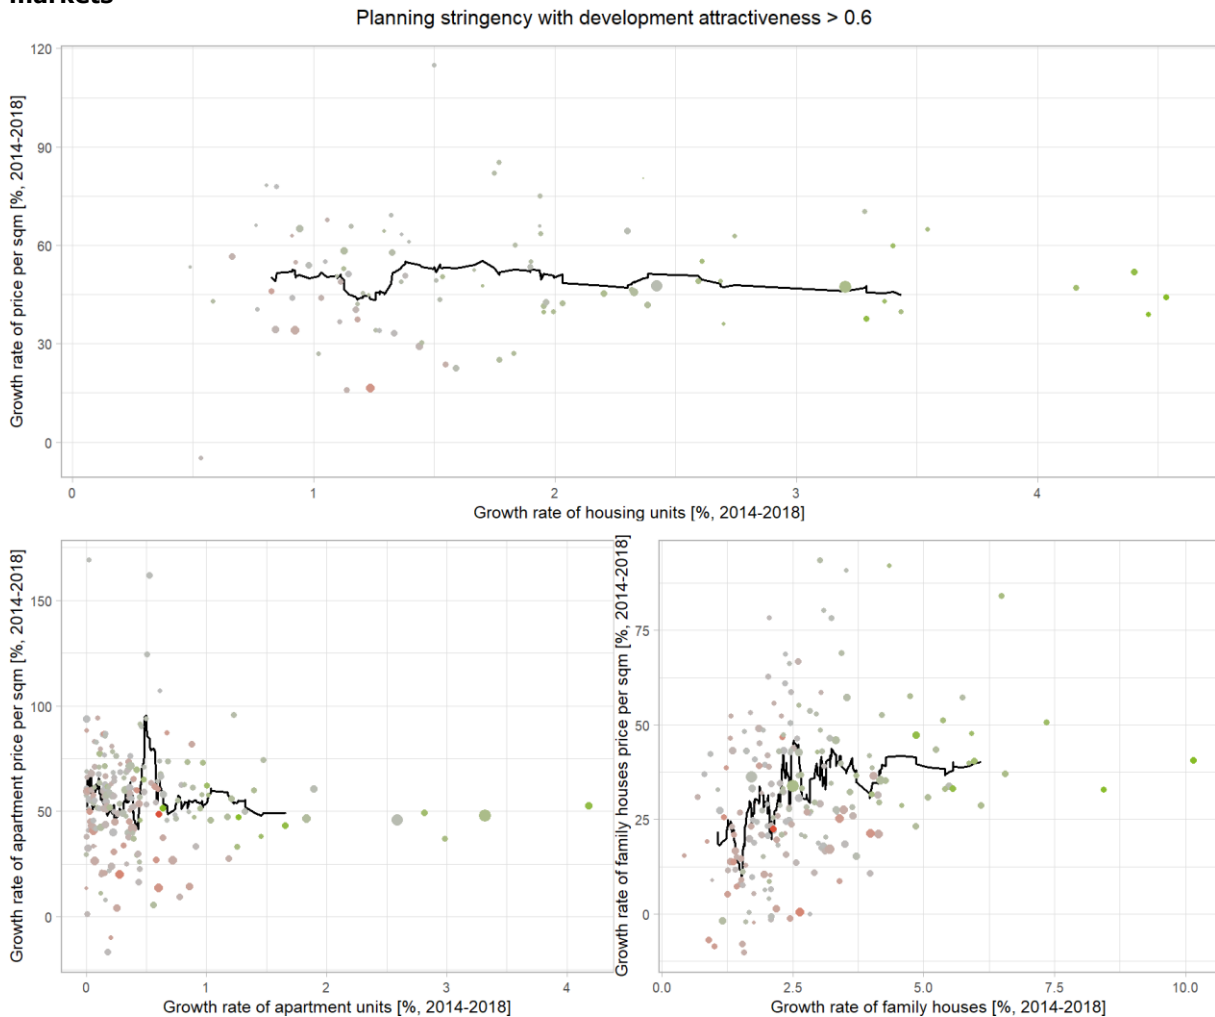 markets
Planning stringency with development attractiveness > 0.6
120
90
60
30
0
Growth rate of price per sqm [%, 2014-2018]
0 1 2 3 4
Growth rate of housing units [%, 2014-2018]
150
100
50
0
Growth rate of apartment price per sqm [%, 2014-2018]
0 1 2 3 4
Growth rate of apartment units [%, 2014-2018]
75
50
25
0
Growth rate of family houses price per sqm [%, 2014-2018]
0.0 2.5 5.0 7.5 10.0
Growth rate of family houses [%, 2014-2018]